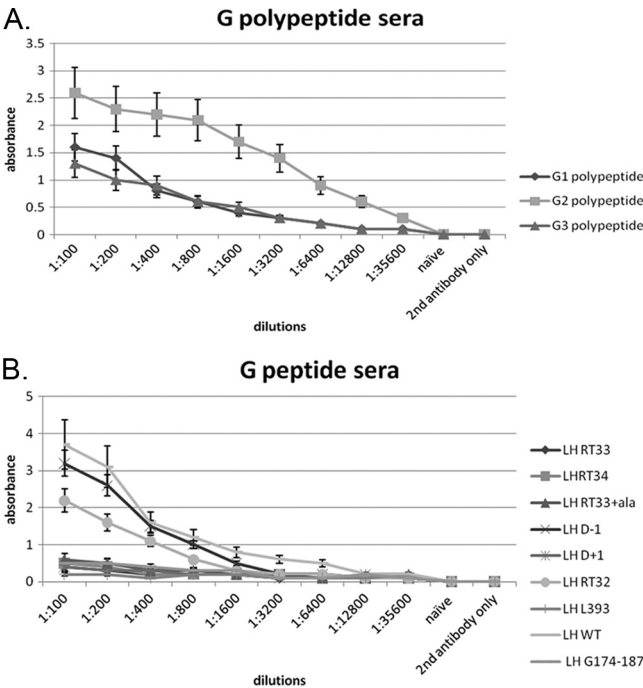 A.
G polypeptide sera
3.5
3
2.5
2
1.5
1
0.5
0
absorbance
1:100
1:200
1:400
1:800
1:1600
1:3200
1:6400
1:12800
1:35600
naïve
2nd antibody only
dilutions
G1 polypeptide
G2 polypeptide
G3 polypeptide
B.
G peptide sera
5
4
3
2
1
0
absorbance
1:100
1:200
1:400
1:800
1:1600
1:3200
1:6400
1:12800
1:35600
naïve
2nd antibody only
dilutions
LH RT33
LHRT34
LH RT33+ala
LH D-1
LH D+1
LH RT32
LH L393
LH WT
LH G174-187